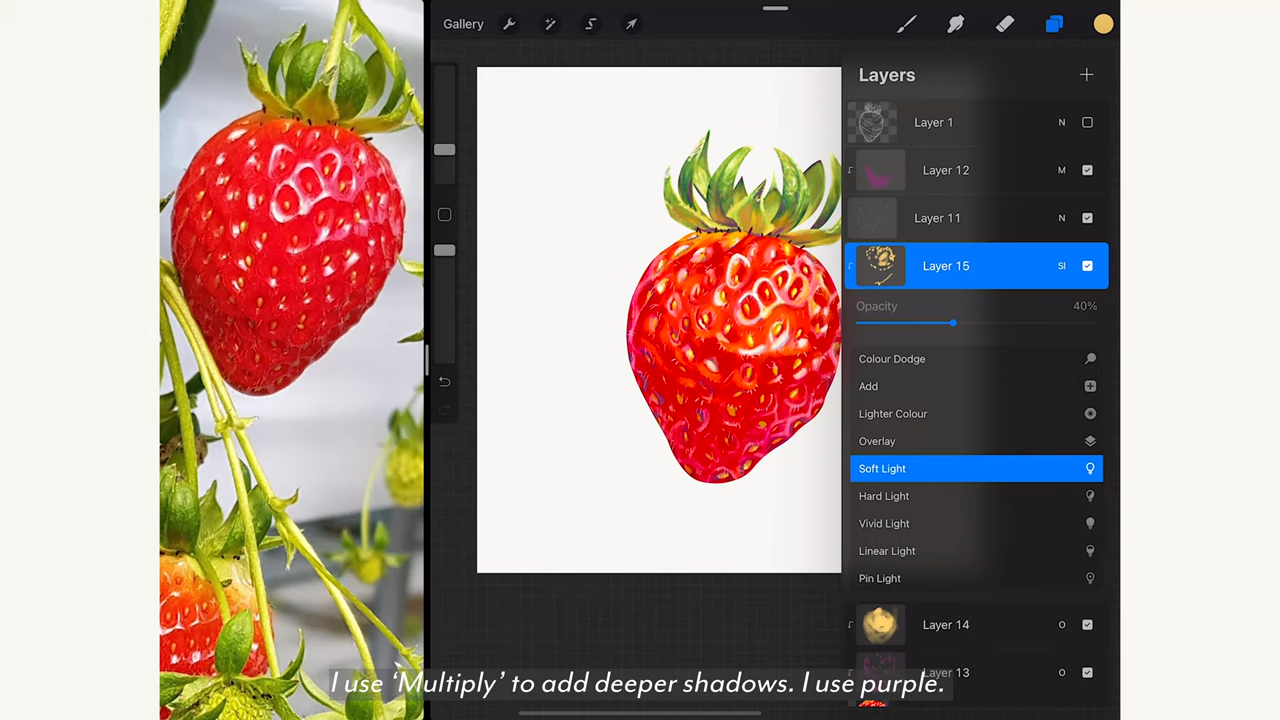 Gallery
Layers
Layer 1 N
Layer 12 M
Layer 11 N
Layer 15 SI
Opacity 40%
Colour Dodge
Add
Lighter Colour
Overlay
Soft Light
Hard Light
Vivid Light
Linear Light
Pin Light
Layer 14 O
Layer 13 O
I use ‘Multiply’ to add deeper shadows. I use purple.